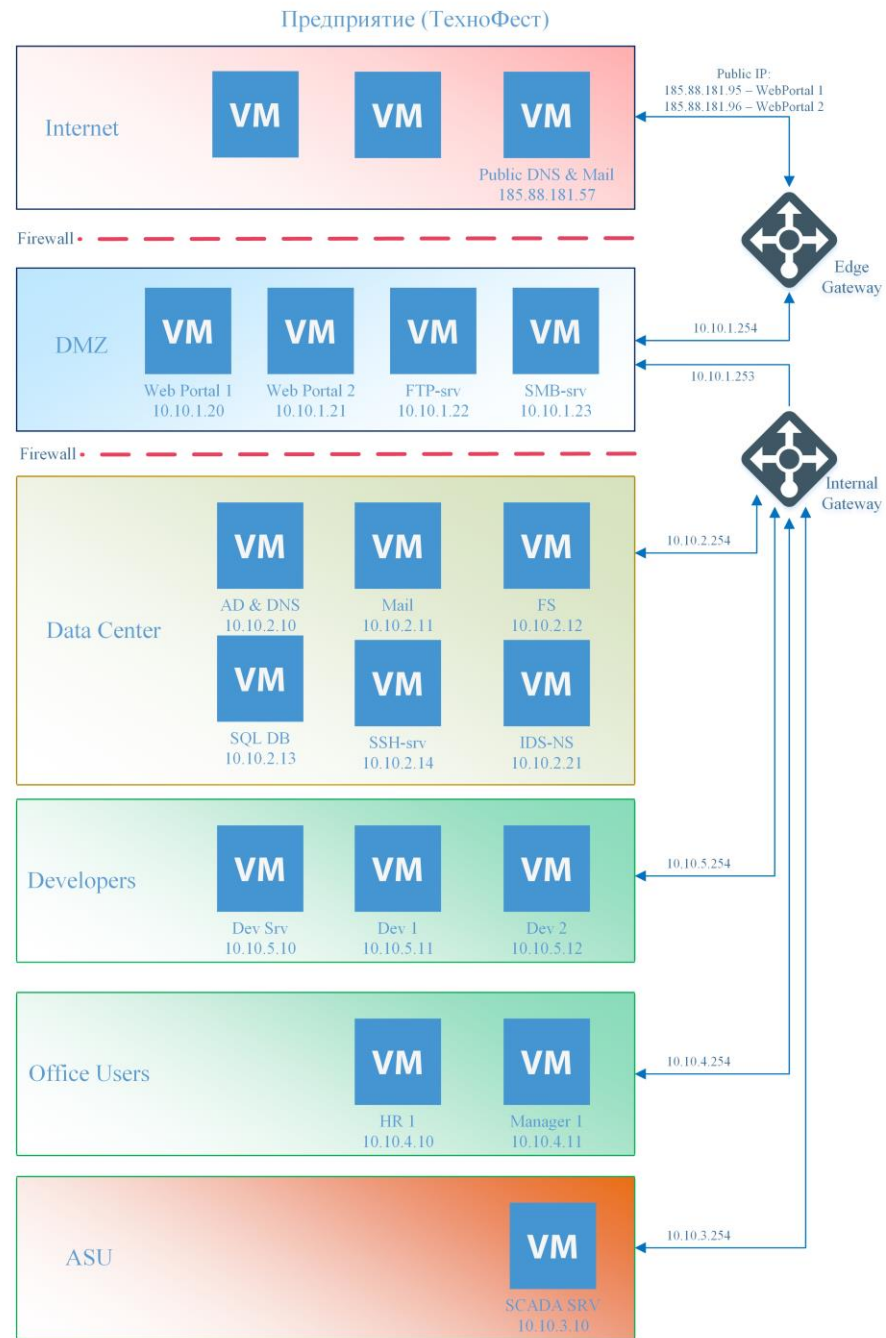 Предприятие (ТехноФест)
Internet
VM
VM
VM
Public DNS & Mail
185.88.181.57
Public IP:
185.88.181.95 – WebPortal 1
185.88.181.96 – WebPortal 2
Firewall
Edge
Gateway
DMZ
VM
VM
VM
VM
Web Portal 1
10.10.1.20
Web Portal 2
10.10.1.21
FTP-srv
10.10.1.22
SMB-srv
10.10.1.23
10.10.1.254
10.10.1.253
Firewall
Internal
Gateway
Data Center
VM
VM
VM
AD & DNS
10.10.2.10
Mail
10.10.2.11
FS
10.10.2.12
VM
VM
VM
SQL DB
10.10.2.13
SSH-srv
10.10.2.14
IDS-NS
10.10.2.21
10.10.2.254
Developers
VM
VM
VM
Dev Srv
10.10.5.10
Dev 1
10.10.5.11
Dev 2
10.10.5.12
10.10.5.254
Office Users
VM
VM
HR 1
10.10.4.10
Manager 1
10.10.4.11
10.10.4.254
ASU
VM
SCADA SRV
10.10.3.10
10.10.3.254